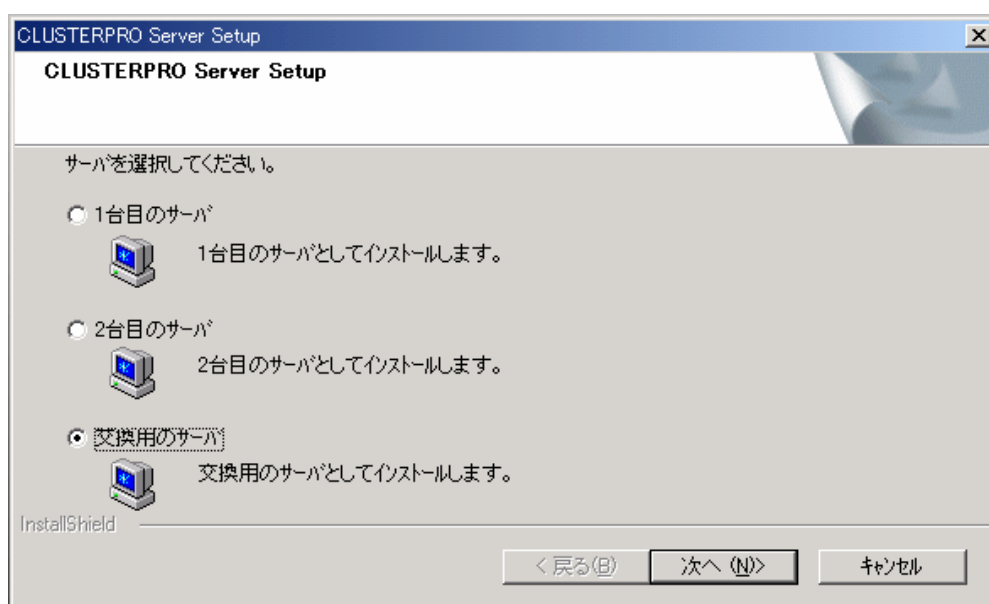 CLUSTERPRO Server Setup
CLUSTERPRO Server Setup
サーバを選択してください。
1台目のサーバ
1台目のサーバとしてインストールします。
2台目のサーバ
2台目のサーバとしてインストールします。
交換用のサーバ
交換用のサーバとしてインストールします。
InstallShield
< 戻る(B) 次へ (N)> キャンセル